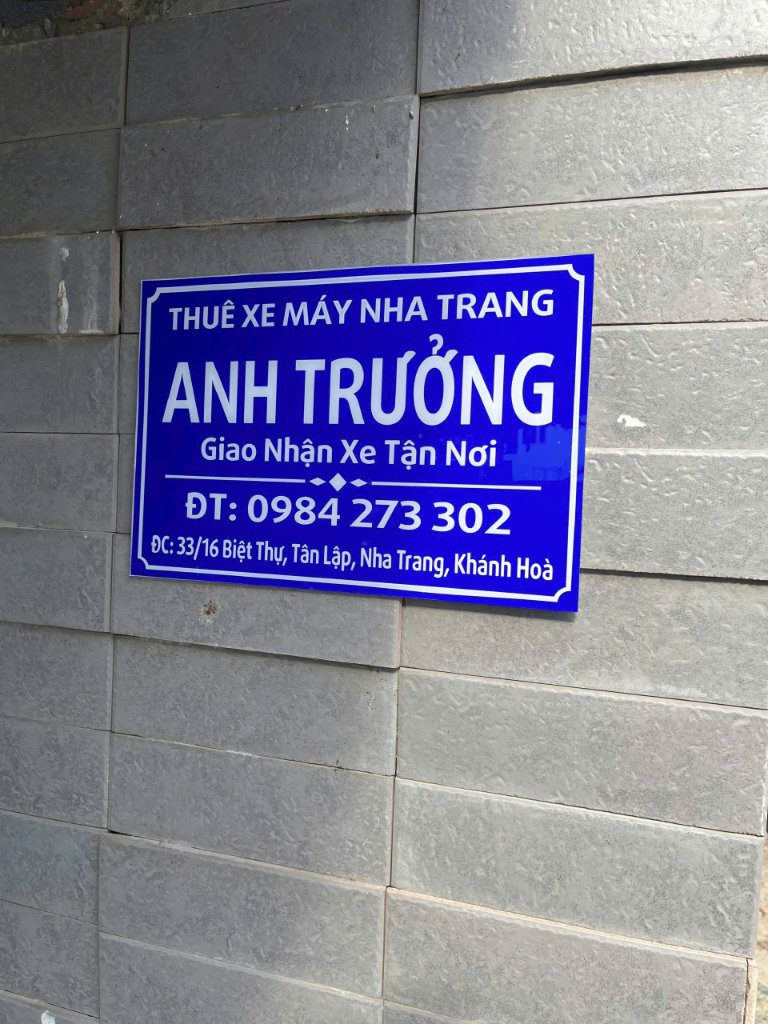 THUÊ XE MÁY NHA TRANG
ANH TRƯỞNG
Giao Nhận Xe Tận Nơi
ĐT: 0984 273 302
ĐC: 33/16 Biệt Thự, Tân Lập, Nha Trang, Khánh Hoà